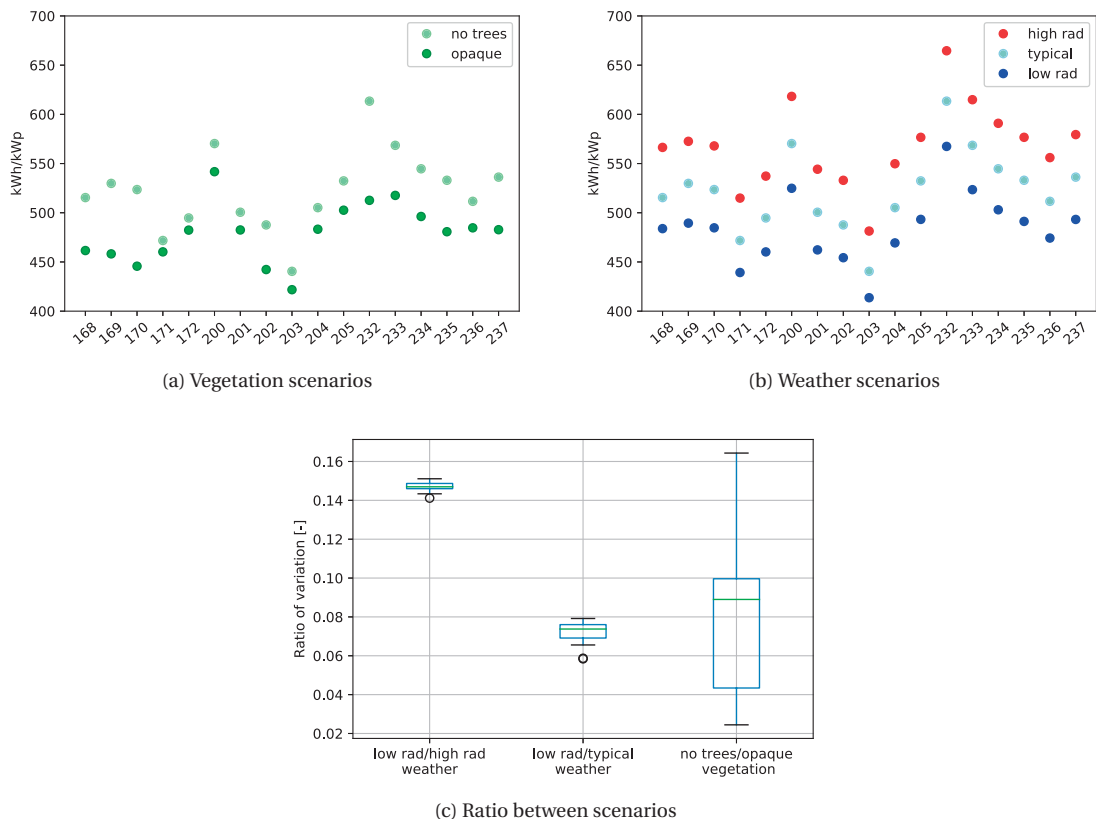 700
650
600
550
500
450
400
kWh/kWp
no trees
opaque
168 169 170 171 172 200 201 202 203 204 205 232 233 234 235 236 237
(a) Vegetation scenarios
700
650
600
550
500
450
400
kWh/kWp
high rad
typical
low rad
168 169 170 171 172 200 201 202 203 204 205 232 233 234 235 236 237
(b) Weather scenarios
0.16
0.14
0.12
0.10
0.08
0.06
0.04
0.02
Ratio of variation [-]
low rad/high rad
weather
low rad/typical
weather
no trees/opaque
vegetation
(c) Ratio between scenarios